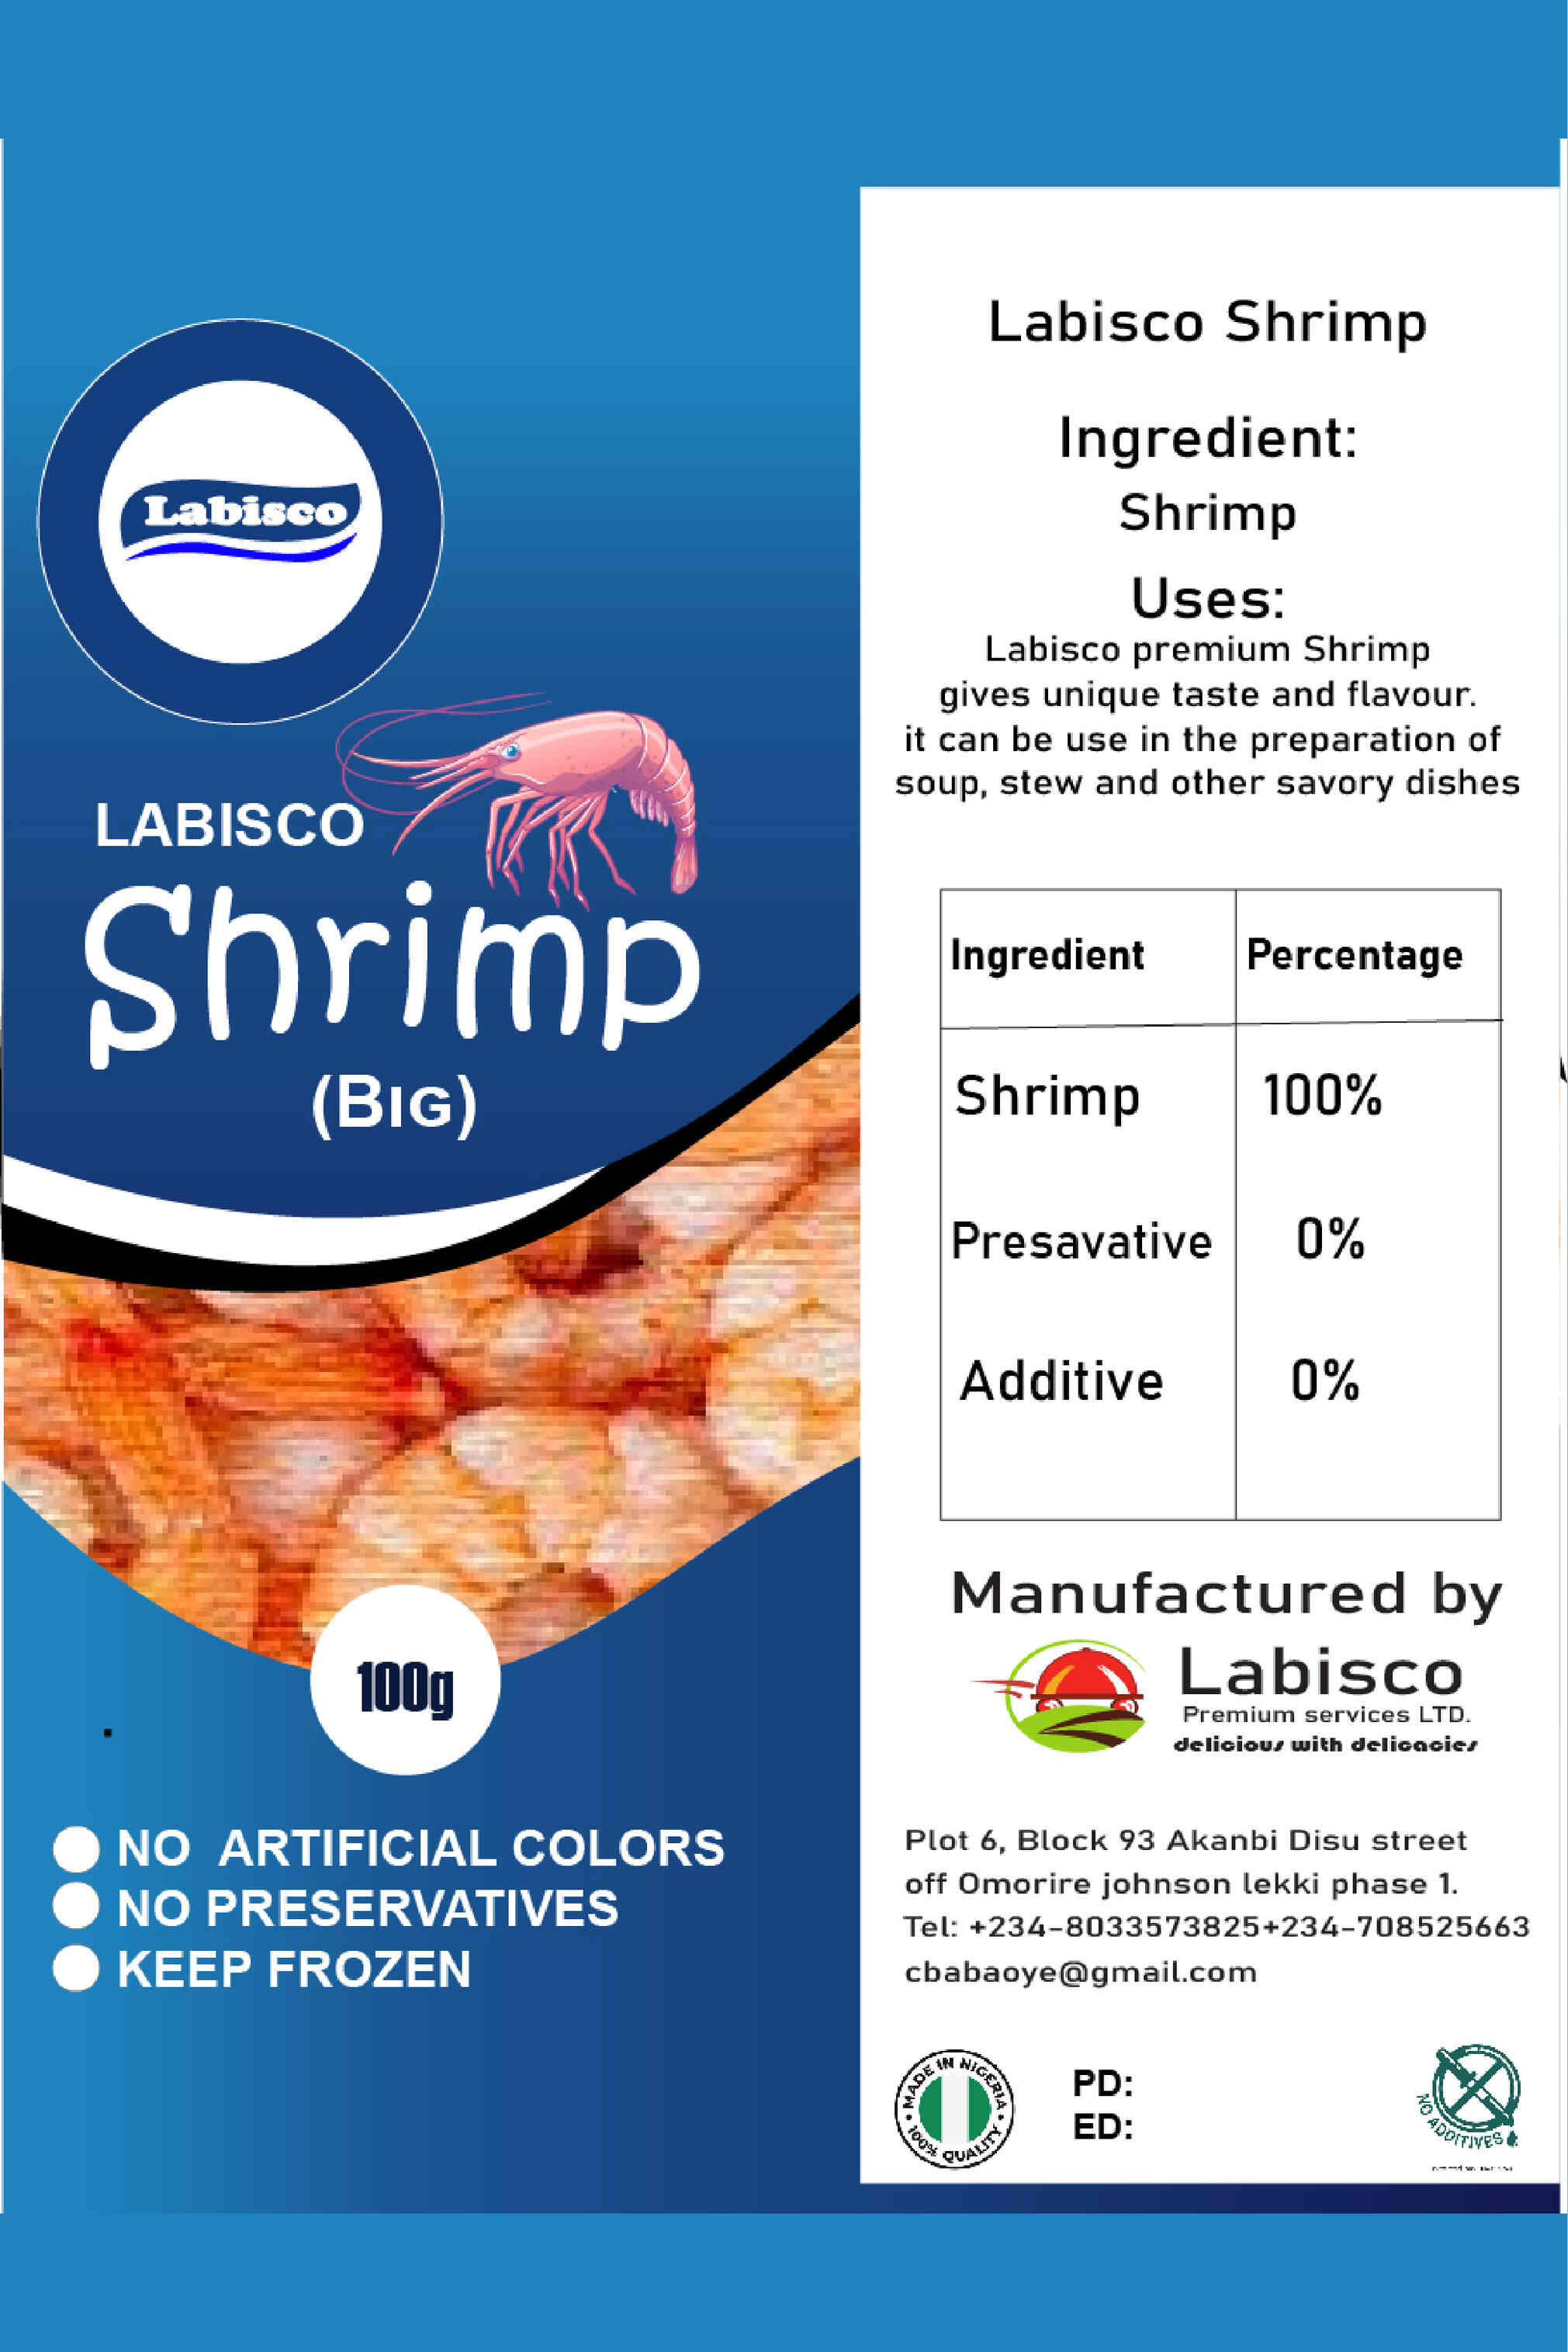 Labisco
LABISCO
Shrimp
(BIG)
100g
NO ARTIFICIAL COLORS
NO PRESERVATIVES
KEEP FROZEN
Labisco Shrimp
Ingredient:
Shrimp
Uses:
Labisco premium Shrimp
gives unique taste and flavour.
it can be use in the preparation of
soup, stew and other savory dishes
Ingredient Percentage
Shrimp 100%
Presavative 0%
Additive 0%
Manufactured by
Labisco
Premium services LTD.
delicious with delicacies
Plot 6, Block 93 Akanbi Disu street
off Omorire johnson lekki phase 1.
Tel: +234-8033573825+234-708525663
cbabaoye@gmail.com
MADE IN NIGERIA
100% QUALITY
PD:
ED:
NO ADDITIVES